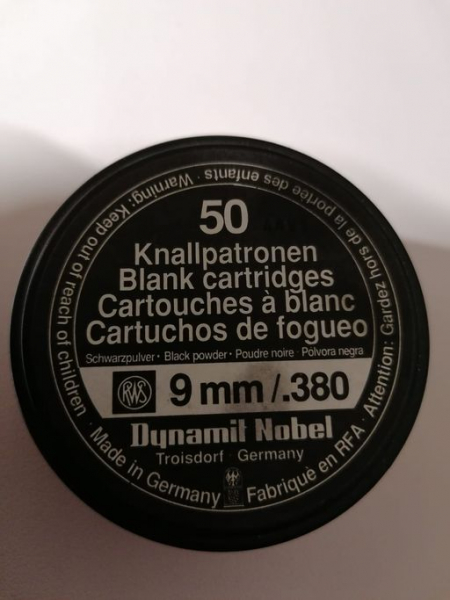 50
Knallpatronen
Blank cartridges
Cartouches à blanc
Cartuchos de fogueo
Schwarzpulver · Black powder · Poudre noire · Pólvora negra
RWS
9 mm/.380
Dynamit Nobel
Troisdorf · Germany
Made in Germany
Warning: Keep out of reach of children ·
Fabriqué en RFA ·
Attention: Gardez hors de la portée des enfants ·